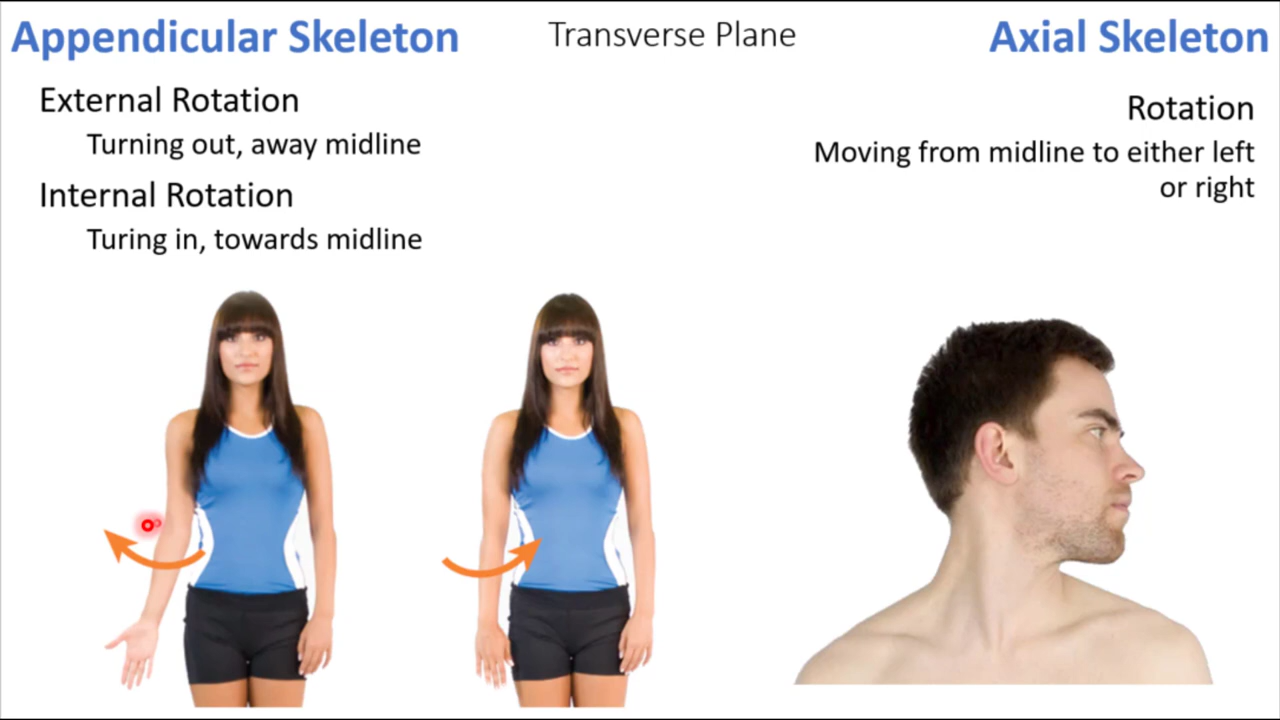 Appendicular Skeleton
Transverse Plane
Axial Skeleton
External Rotation
Turning out, away midline
Internal Rotation
Turing in, towards midline
Rotation
Moving from midline to either left
or right